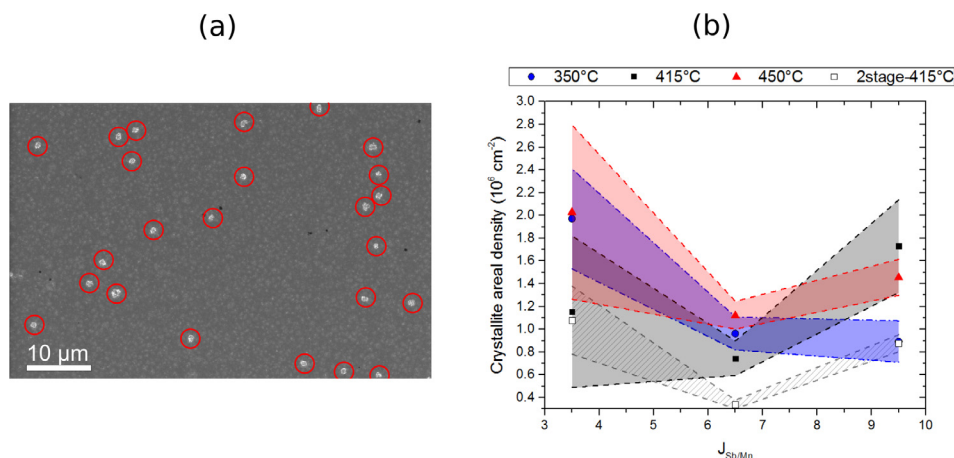 (a)
(b)
350°C 415°C 450°C 2stage-415°C
3.0
2.8
2.6
2.4
2.2
2.0
1.8
1.6
1.4
1.2
1.0
0.8
0.6
0.4
Crystallite areal density (10⁶ cm⁻²)
3 4 5 6 7 8 9 10
J_Sb/Mn
10 µm